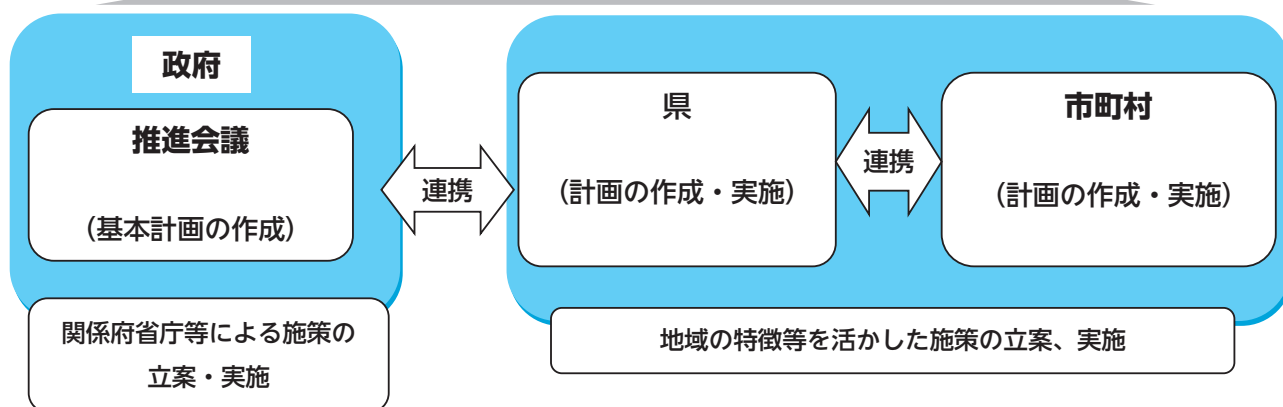 政府
推進会議
（基本計画の作成）
関係府省庁等による施策の
立案・実施
連携
県
（計画の作成・実施）
連携
市町村
（計画の作成・実施）
地域の特徴等を活かした施策の立案、実施